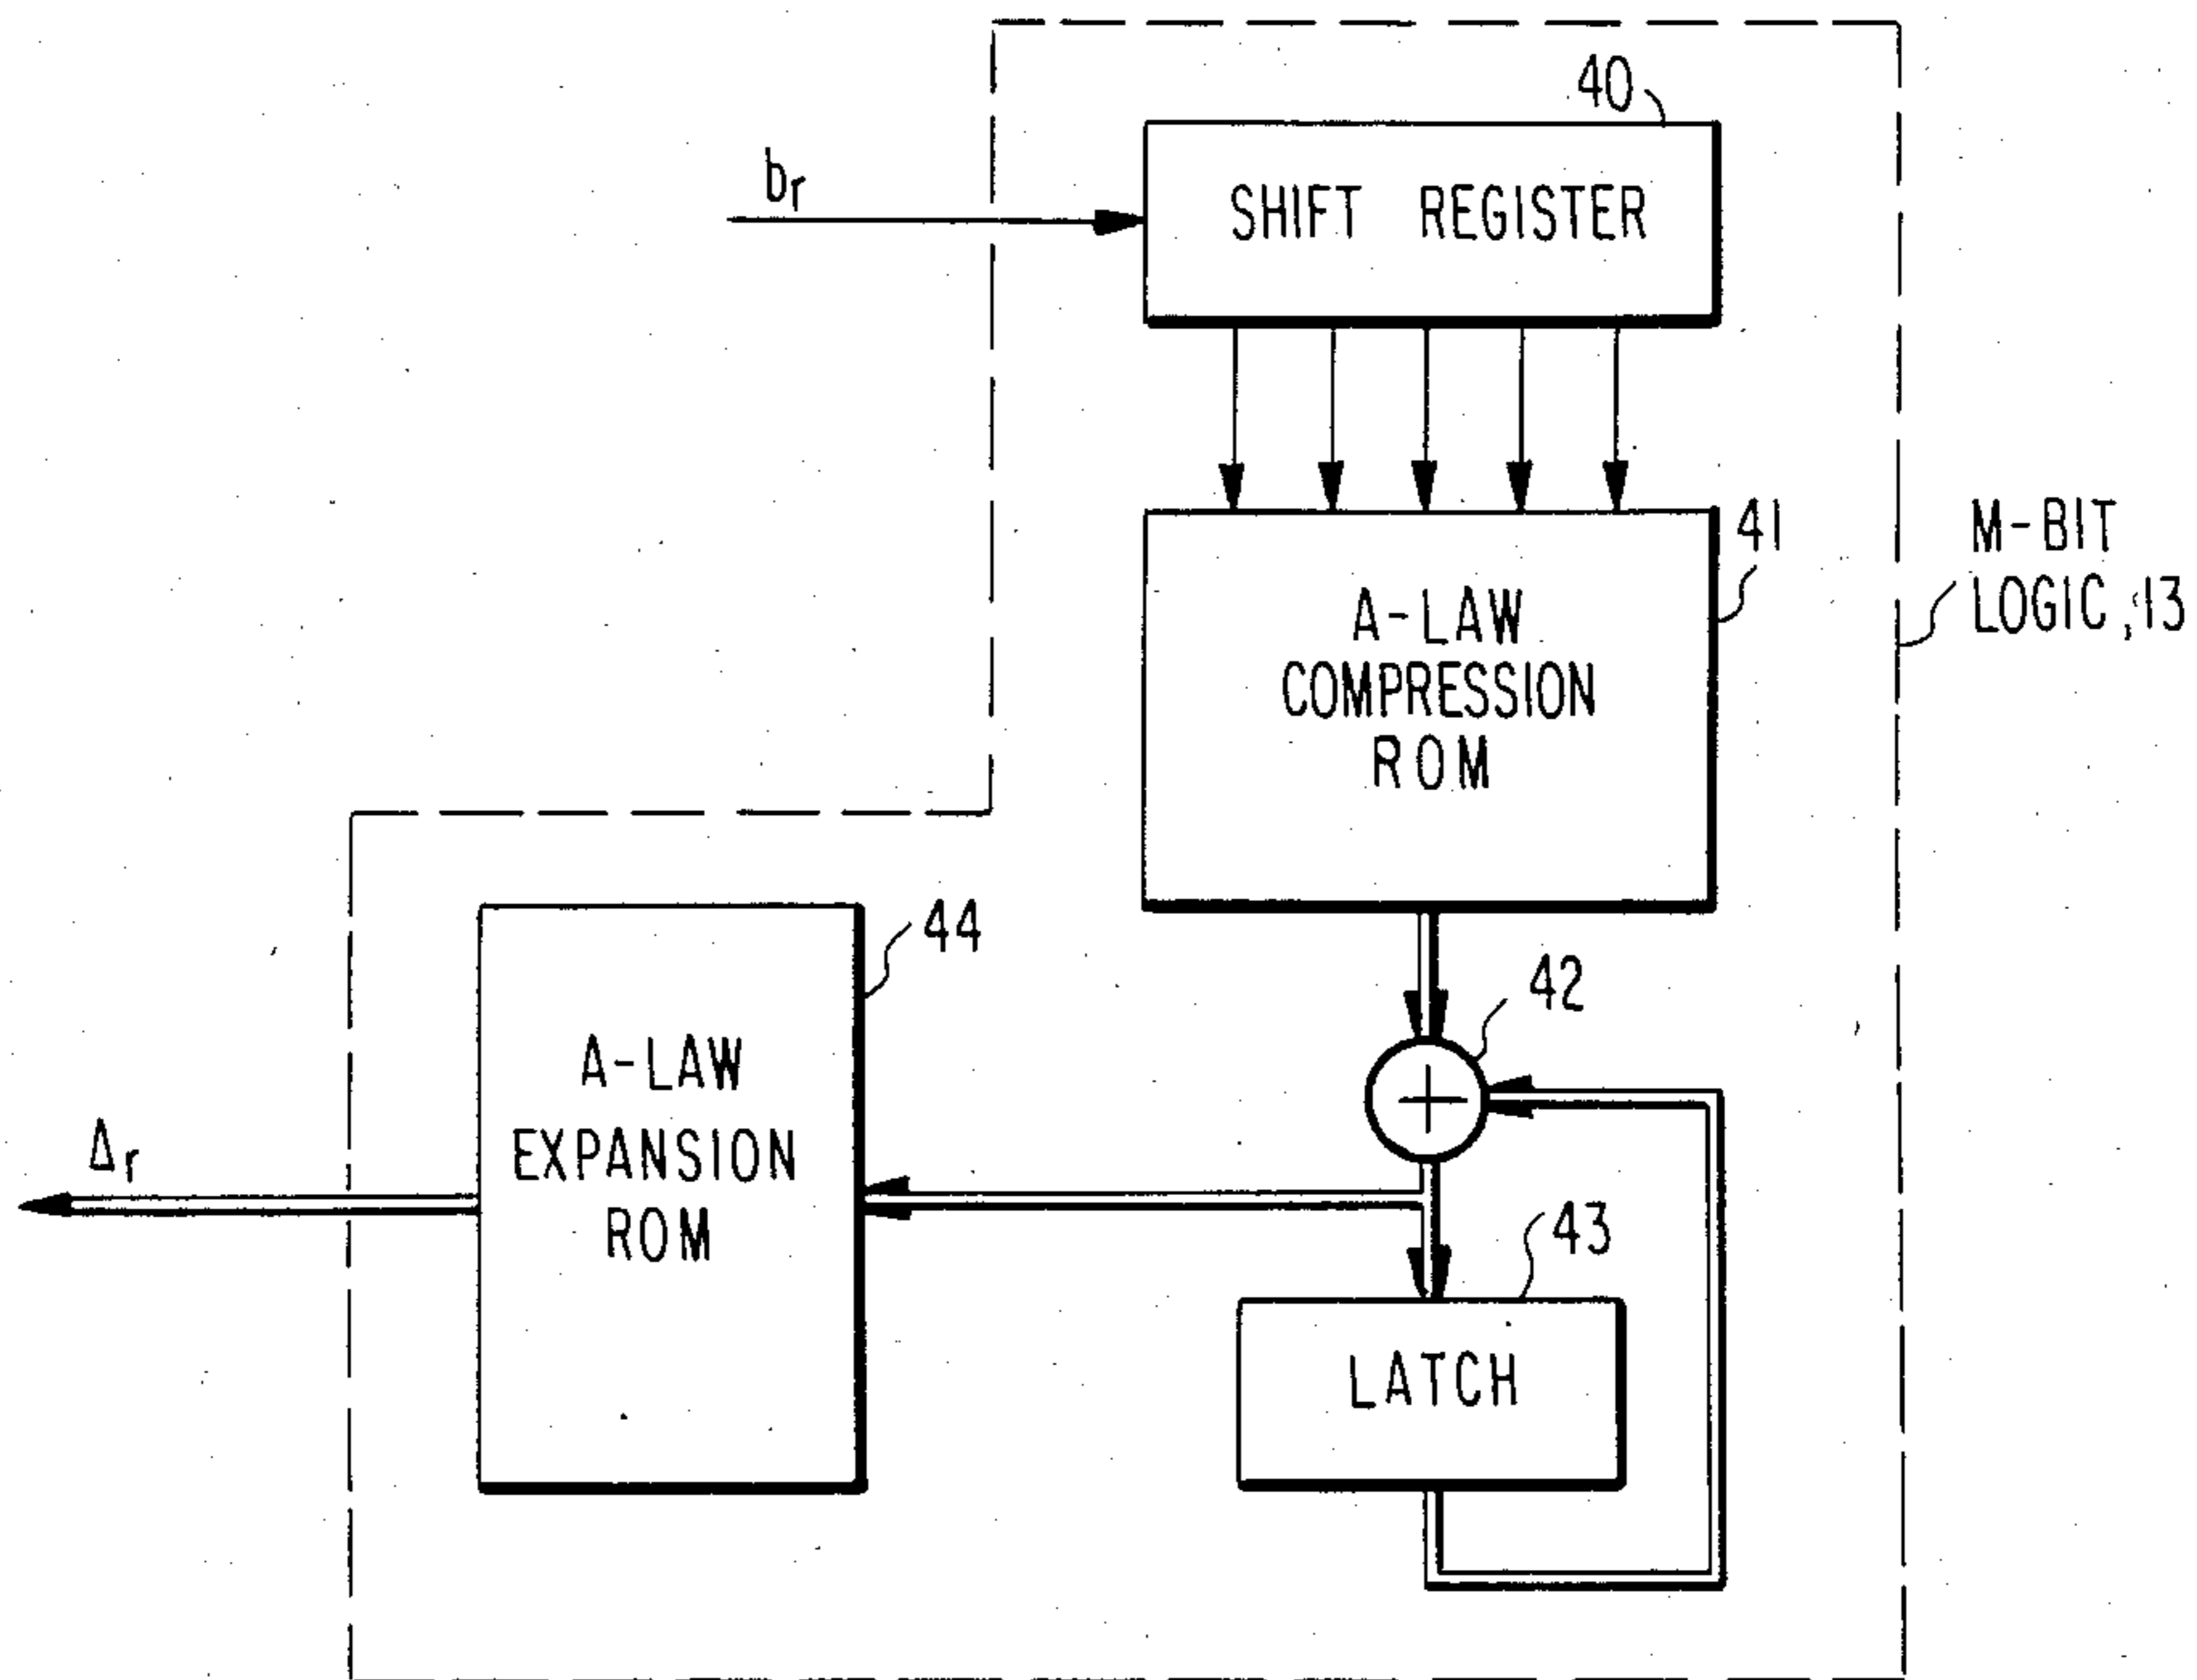 40
b_r
SHIFT REGISTER
41
M-BIT
LOGIC, 13
A-LAW
COMPRESSION
ROM
44
42
A-LAW
EXPANSION
ROM
Δ_r
43
LATCH